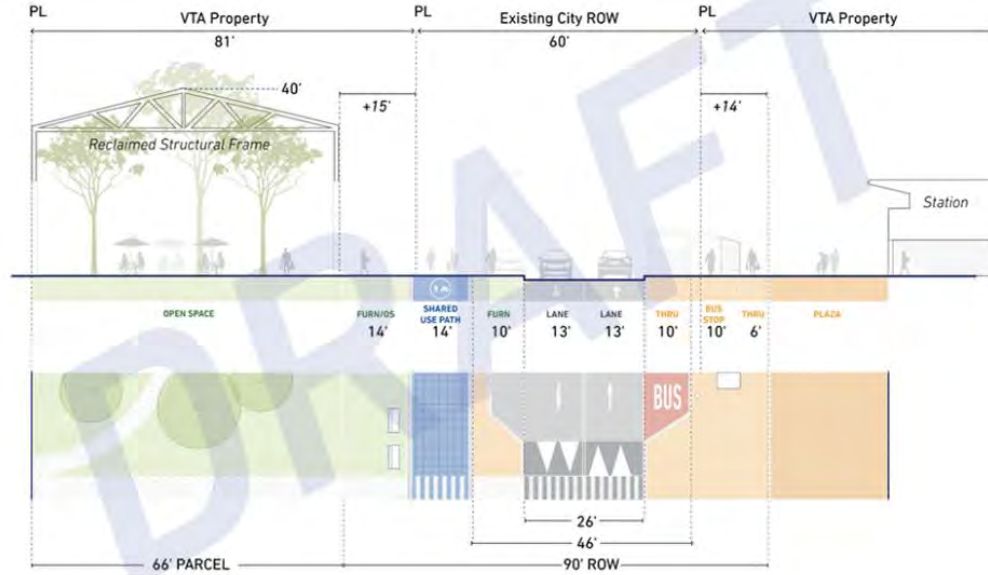 PL
VTA Property
PL
Existing City ROW
PL
VTA Property
81'
60'
40'
+15'
+14'
Reclaimed Structural Frame
Station
OPEN SPACE
FURN/OS
14'
SHARED
USE PATH
14'
FURN
10'
LANE
13'
LANE
13'
THRU
10'
BUS
STOP
10'
THRU
6'
PLAZA
BUS
26'
46'
66' PARCEL
90' ROW
DRAFT